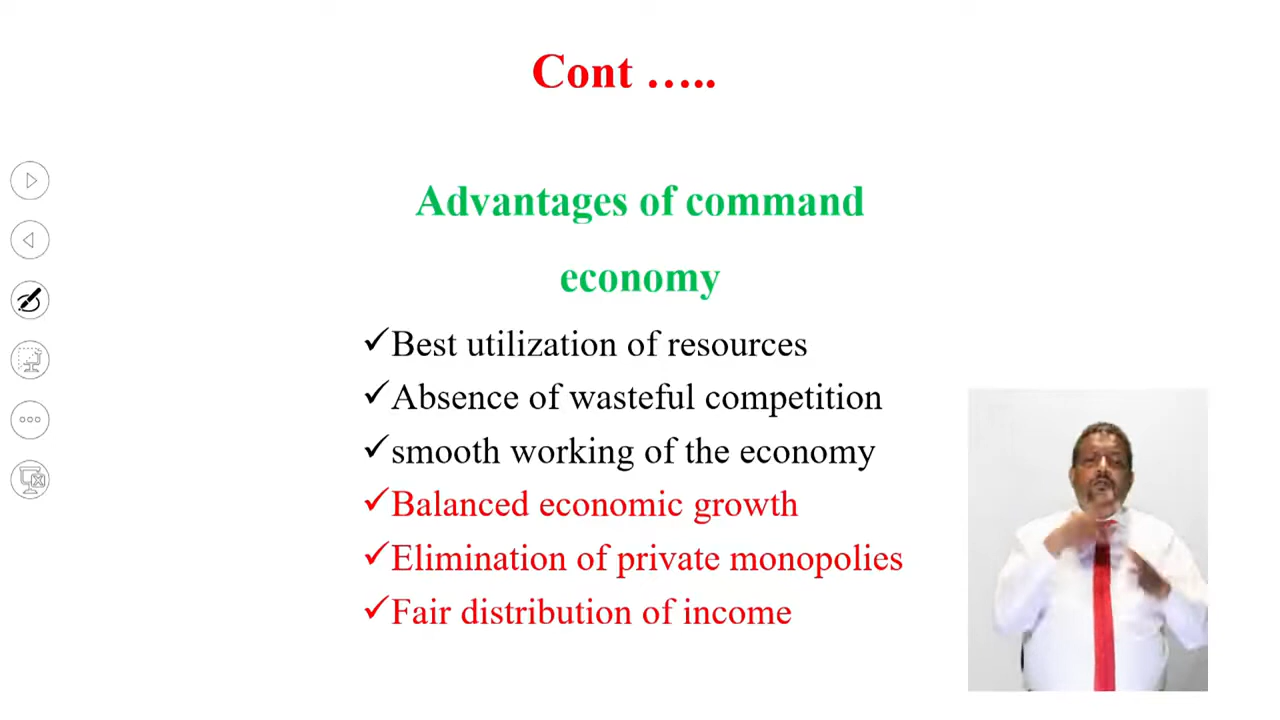 Cont …..
Advantages of command
economy
✓Best utilization of resources
✓Absence of wasteful competition
✓smooth working of the economy
✓Balanced economic growth
✓Elimination of private monopolies
✓Fair distribution of income